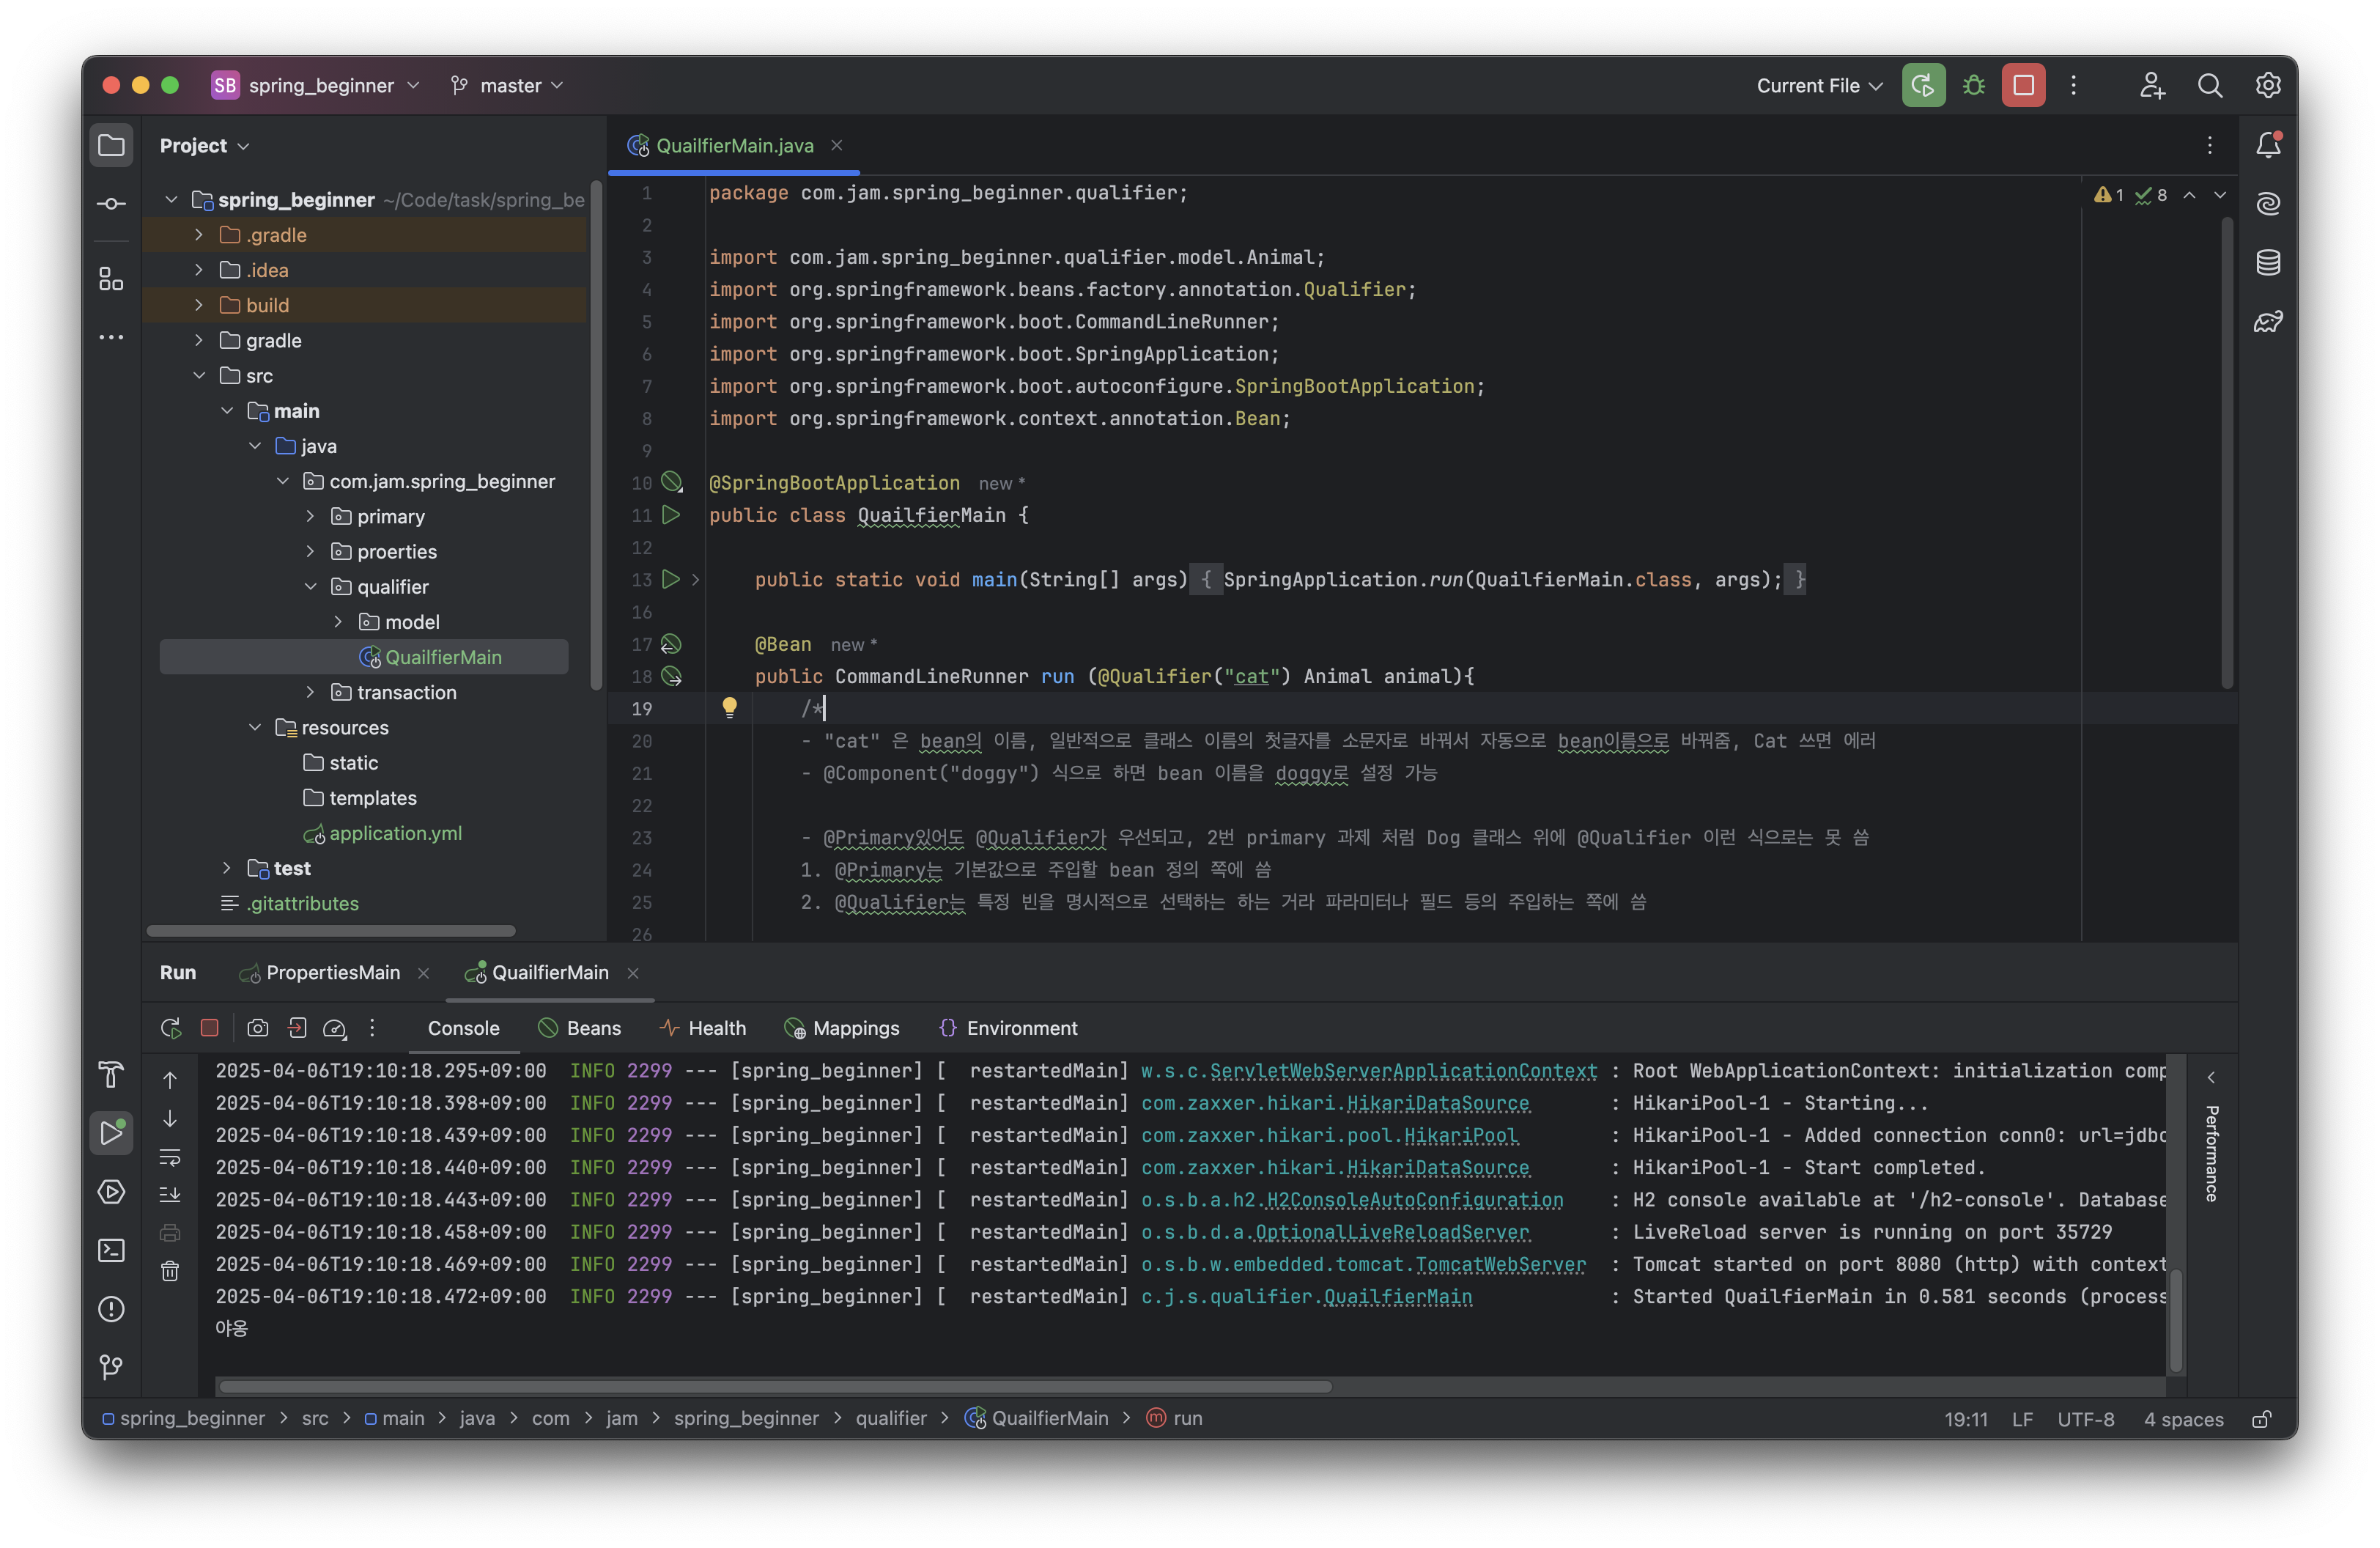 SB spring_beginner master Current File
Project
spring_beginner ~/Code/task/spring_be
.gradle
.idea
build
gradle
src
main
java
com.jam.spring_beginner
primary
proerties
qualifier
model
QuailfierMain
transaction
resources
static
templates
application.yml
test
.gitattributes
QuailfierMain.java
1 8
1 package com.jam.spring_beginner.qualifier;
2
3 import com.jam.spring_beginner.qualifier.model.Animal;
4 import org.springframework.beans.factory.annotation.Qualifier;
5 import org.springframework.boot.CommandLineRunner;
6 import org.springframework.boot.SpringApplication;
7 import org.springframework.boot.autoconfigure.SpringBootApplication;
8 import org.springframework.context.annotation.Bean;
9
10 @SpringBootApplication new *
11 public class QuailfierMain {
12
13 public static void main(String[] args) { SpringApplication.run(QuailfierMain.class, args); }
16
17 @Bean new *
18 public CommandLineRunner run (@Qualifier("cat") Animal animal){
19 /*
20 - "cat" 은 bean의 이름, 일반적으로 클래스 이름의 첫글자를 소문자로 바꿔서 자동으로 bean이름으로 바꿔줌, Cat 쓰면 에러
21 - @Component("doggy") 식으로 하면 bean 이름을 doggy로 설정 가능
22
23 - @Primary있어도 @Qualifier가 우선되고, 2번 primary 과제 처럼 Dog 클래스 위에 @Qualifier 이런 식으로는 못 씀
24 1. @Primary는 기본값으로 주입할 bean 정의 쪽에 씀
25 2. @Qualifier는 특정 빈을 명시적으로 선택하는 하는 거라 파라미터나 필드 등의 주입하는 쪽에 씀
26
Run PropertiesMain QuailfierMain
Console Beans Health Mappings Environment
2025-04-06T19:10:18.295+09:00 INFO 2299 --- [spring_beginner] [ restartedMain] w.s.c.ServletWebServerApplicationContext : Root WebApplicationContext: initialization comp
2025-04-06T19:10:18.398+09:00 INFO 2299 --- [spring_beginner] [ restartedMain] com.zaxxer.hikari.HikariDataSource : HikariPool-1 - Starting...
2025-04-06T19:10:18.439+09:00 INFO 2299 --- [spring_beginner] [ restartedMain] com.zaxxer.hikari.pool.HikariPool : HikariPool-1 - Added connection conn0: url=jdbc
2025-04-06T19:10:18.440+09:00 INFO 2299 --- [spring_beginner] [ restartedMain] com.zaxxer.hikari.HikariDataSource : HikariPool-1 - Start completed.
2025-04-06T19:10:18.443+09:00 INFO 2299 --- [spring_beginner] [ restartedMain] o.s.b.a.h2.H2ConsoleAutoConfiguration : H2 console available at '/h2-console'. Database
2025-04-06T19:10:18.458+09:00 INFO 2299 --- [spring_beginner] [ restartedMain] o.s.b.d.a.OptionalLiveReloadServer : LiveReload server is running on port 35729
2025-04-06T19:10:18.469+09:00 INFO 2299 --- [spring_beginner] [ restartedMain] o.s.b.w.embedded.tomcat.TomcatWebServer : Tomcat started on port 8080 (http) with context
2025-04-06T19:10:18.472+09:00 INFO 2299 --- [spring_beginner] [ restartedMain] c.j.s.qualifier.QuailfierMain : Started QuailfierMain in 0.581 seconds (process
야옹
Performance
spring_beginner > src > main > java > com > jam > spring_beginner > qualifier > QuailfierMain > run
19:11 LF UTF-8 4 spaces